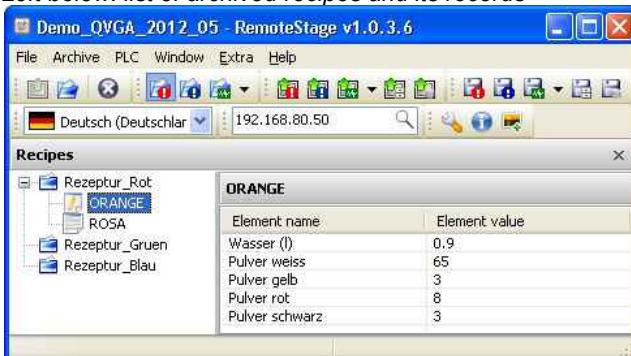 Demo_QVGA_2012_05 - RemoteStage v1.0.3.6
File Archive PLC Window Extra Help
Deutsch (Deutschlar 192.168.80.50
Recipes
Rezeptur_Rot
ORANGE
ROSA
Rezeptur_Gruen
Rezeptur_Blau
ORANGE
Element name Element value
Wasser (l) 0.9
Pulver weiss 65
Pulver gelb 3
Pulver rot 8
Pulver schwarz 3